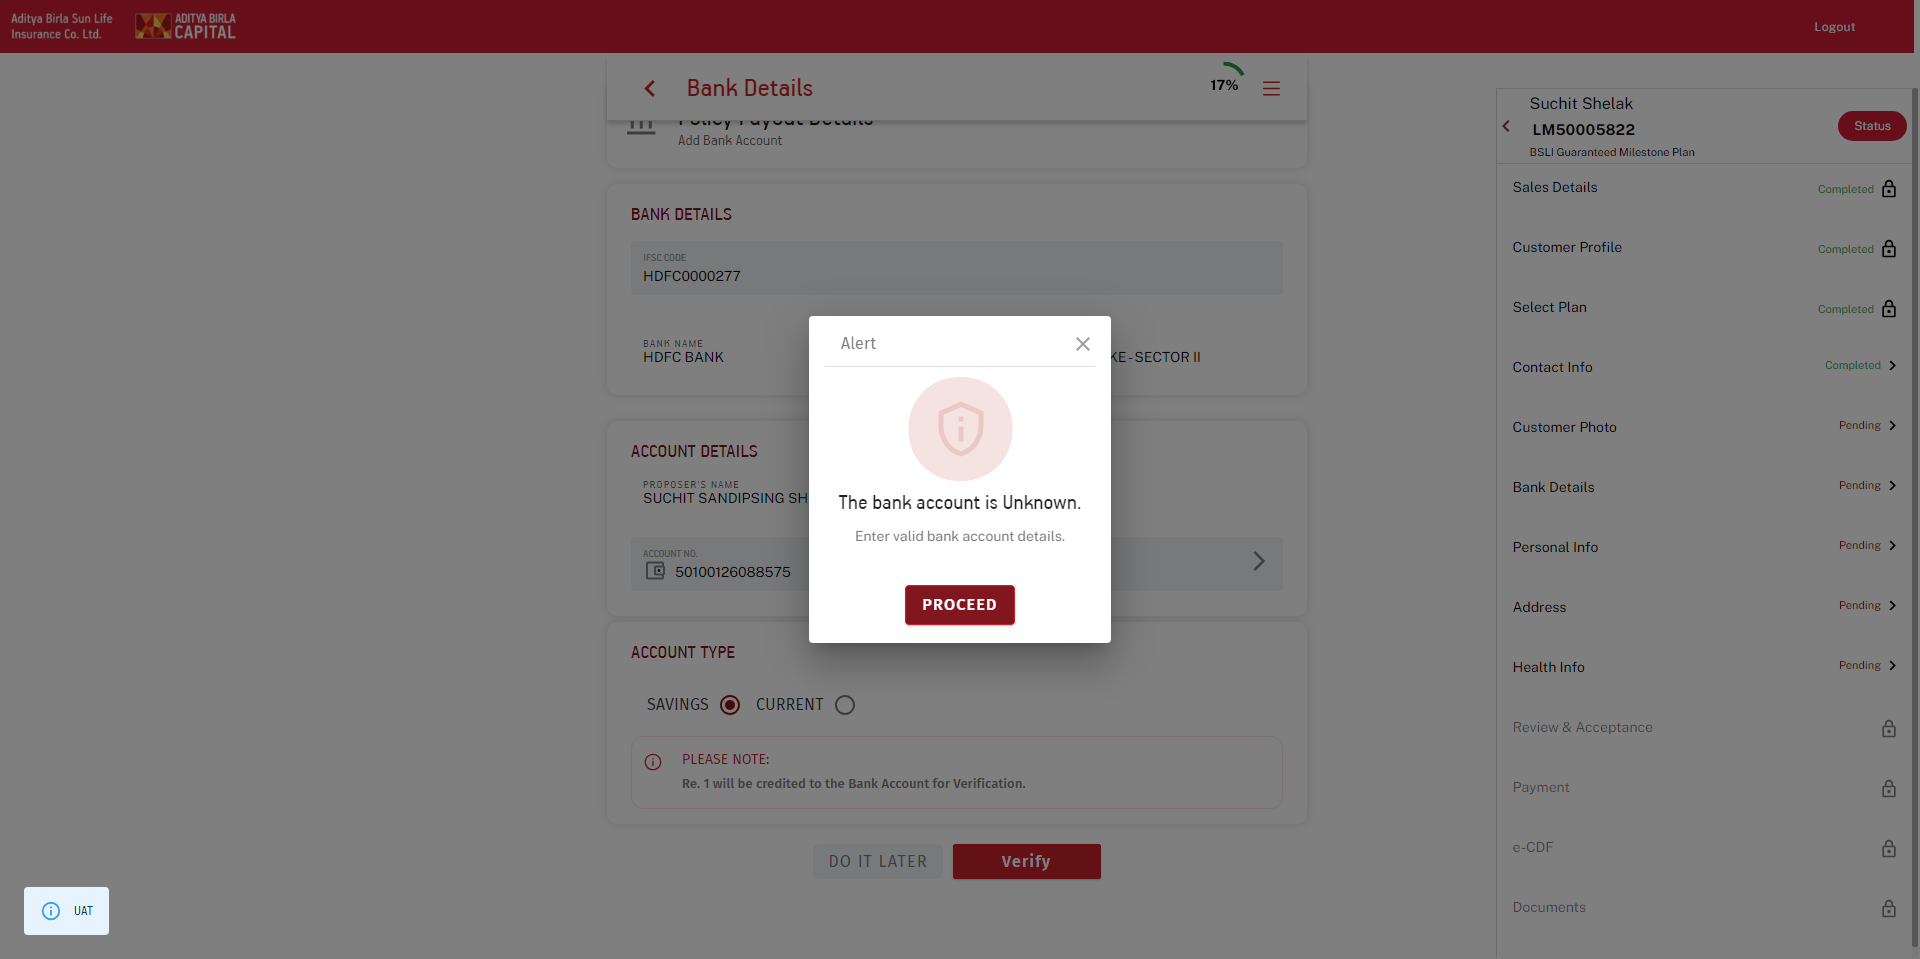 Aditya Birla Sun Life
Insurance Co. Ltd.
ADITYA BIRLA
CAPITAL
Logout
Bank Details
17%
Policy Payout Details
Add Bank Account
BANK DETAILS
IFSC CODE
HDFC0000277
BANK NAME
HDFC BANK
KE - SECTOR II
ACCOUNT DETAILS
PROPOSER'S NAME
SUCHIT SANDIPSING SH
ACCOUNT NO.
50100126088575
ACCOUNT TYPE
SAVINGS
CURRENT
PLEASE NOTE:
Re. 1 will be credited to the Bank Account for Verification.
DO IT LATER
Verify
Alert
The bank account is Unknown.
Enter valid bank account details.
PROCEED
Suchit Shelak
LM50005822
BSLI Guaranteed Milestone Plan
Status
Sales Details Completed
Customer Profile Completed
Select Plan Completed
Contact Info Completed
Customer Photo Pending
Bank Details Pending
Personal Info Pending
Address Pending
Health Info Pending
Review & Acceptance
Payment
e-CDF
Documents
UAT